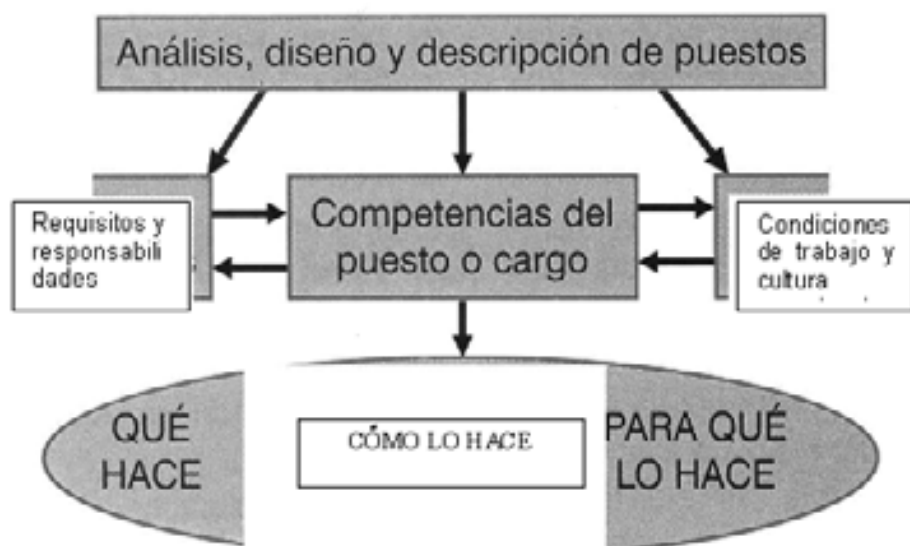 Análisis, diseño y descripción de puestos
Requisitos y
responsabili
dades
Competencias del
puesto o cargo
Condiciones
de trabajo y
cultura
QUÉ
HACE
CÓMO LO HACE
PARA QUÉ
LO HACE